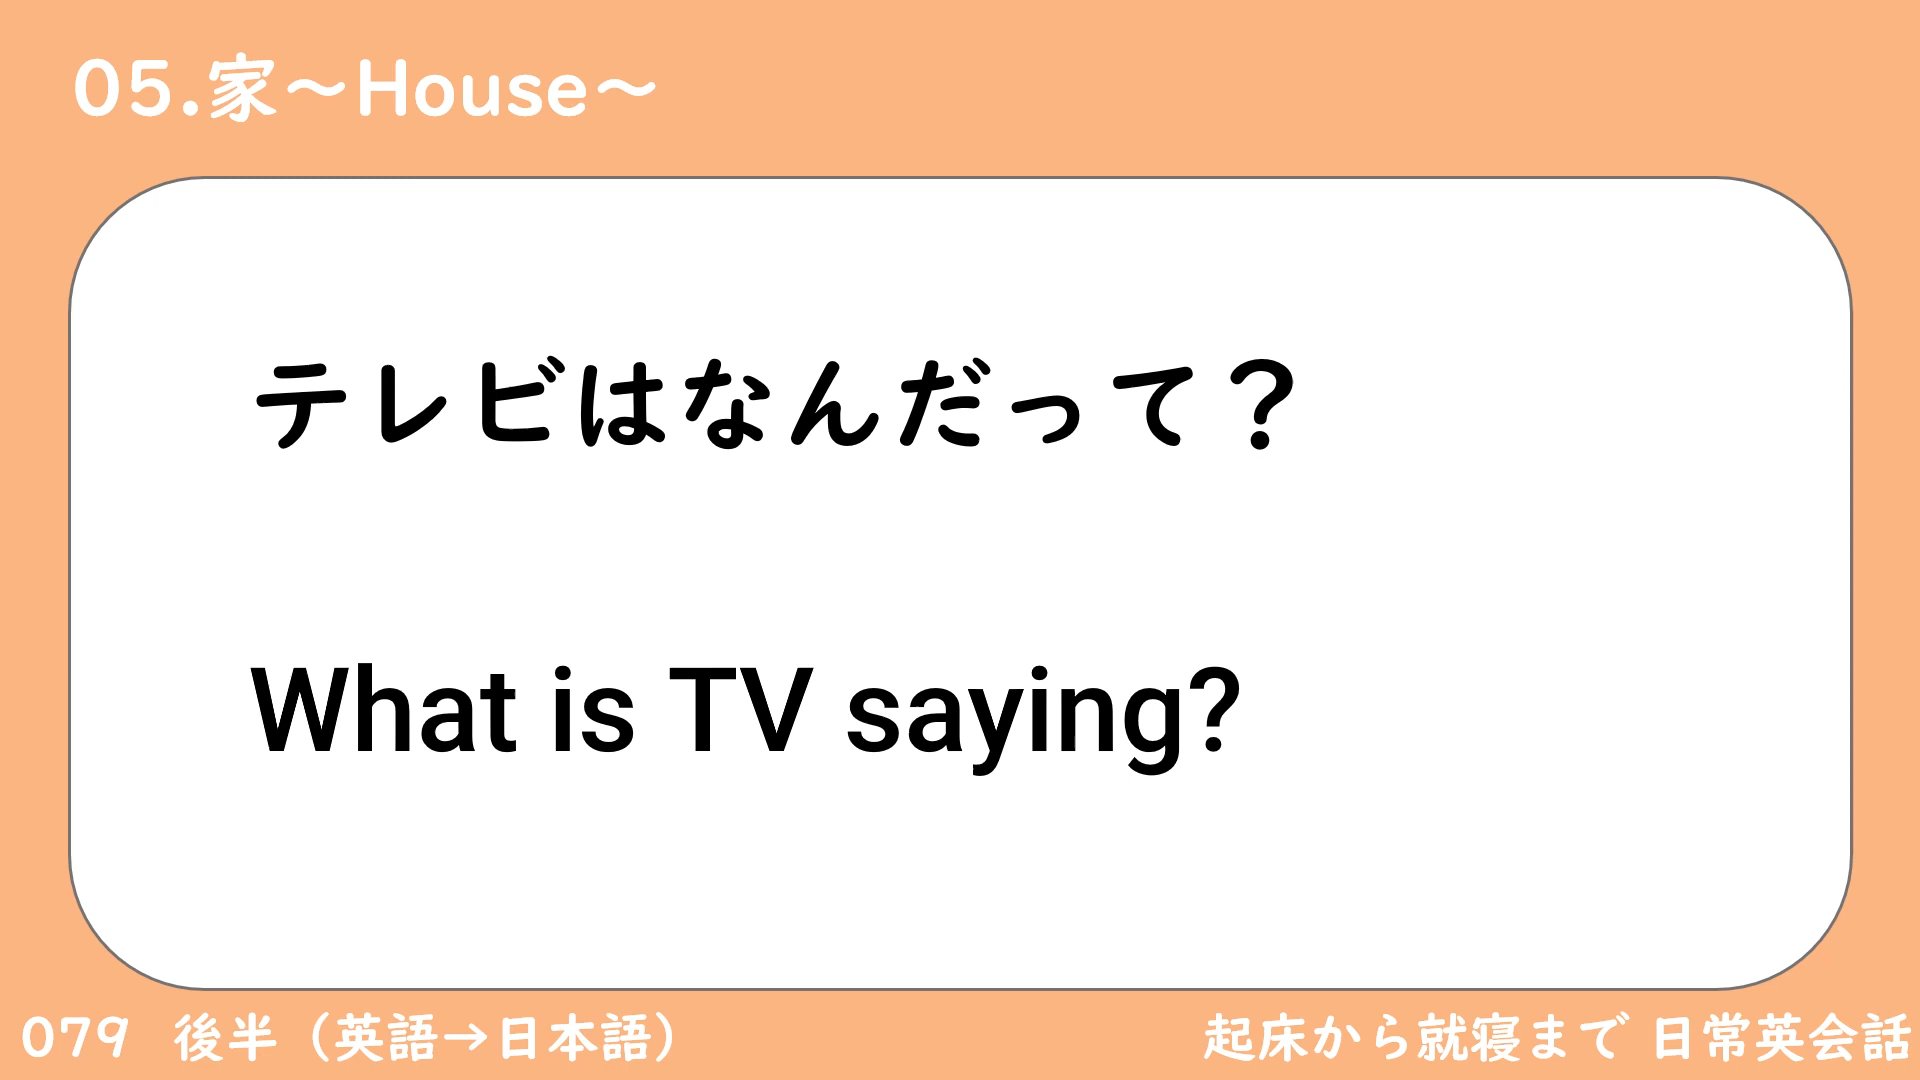 05.家〜House〜
テレビはなんだって？
What is TV saying?
079 後半（英語→日本語）
起床から就寝まで 日常英会話